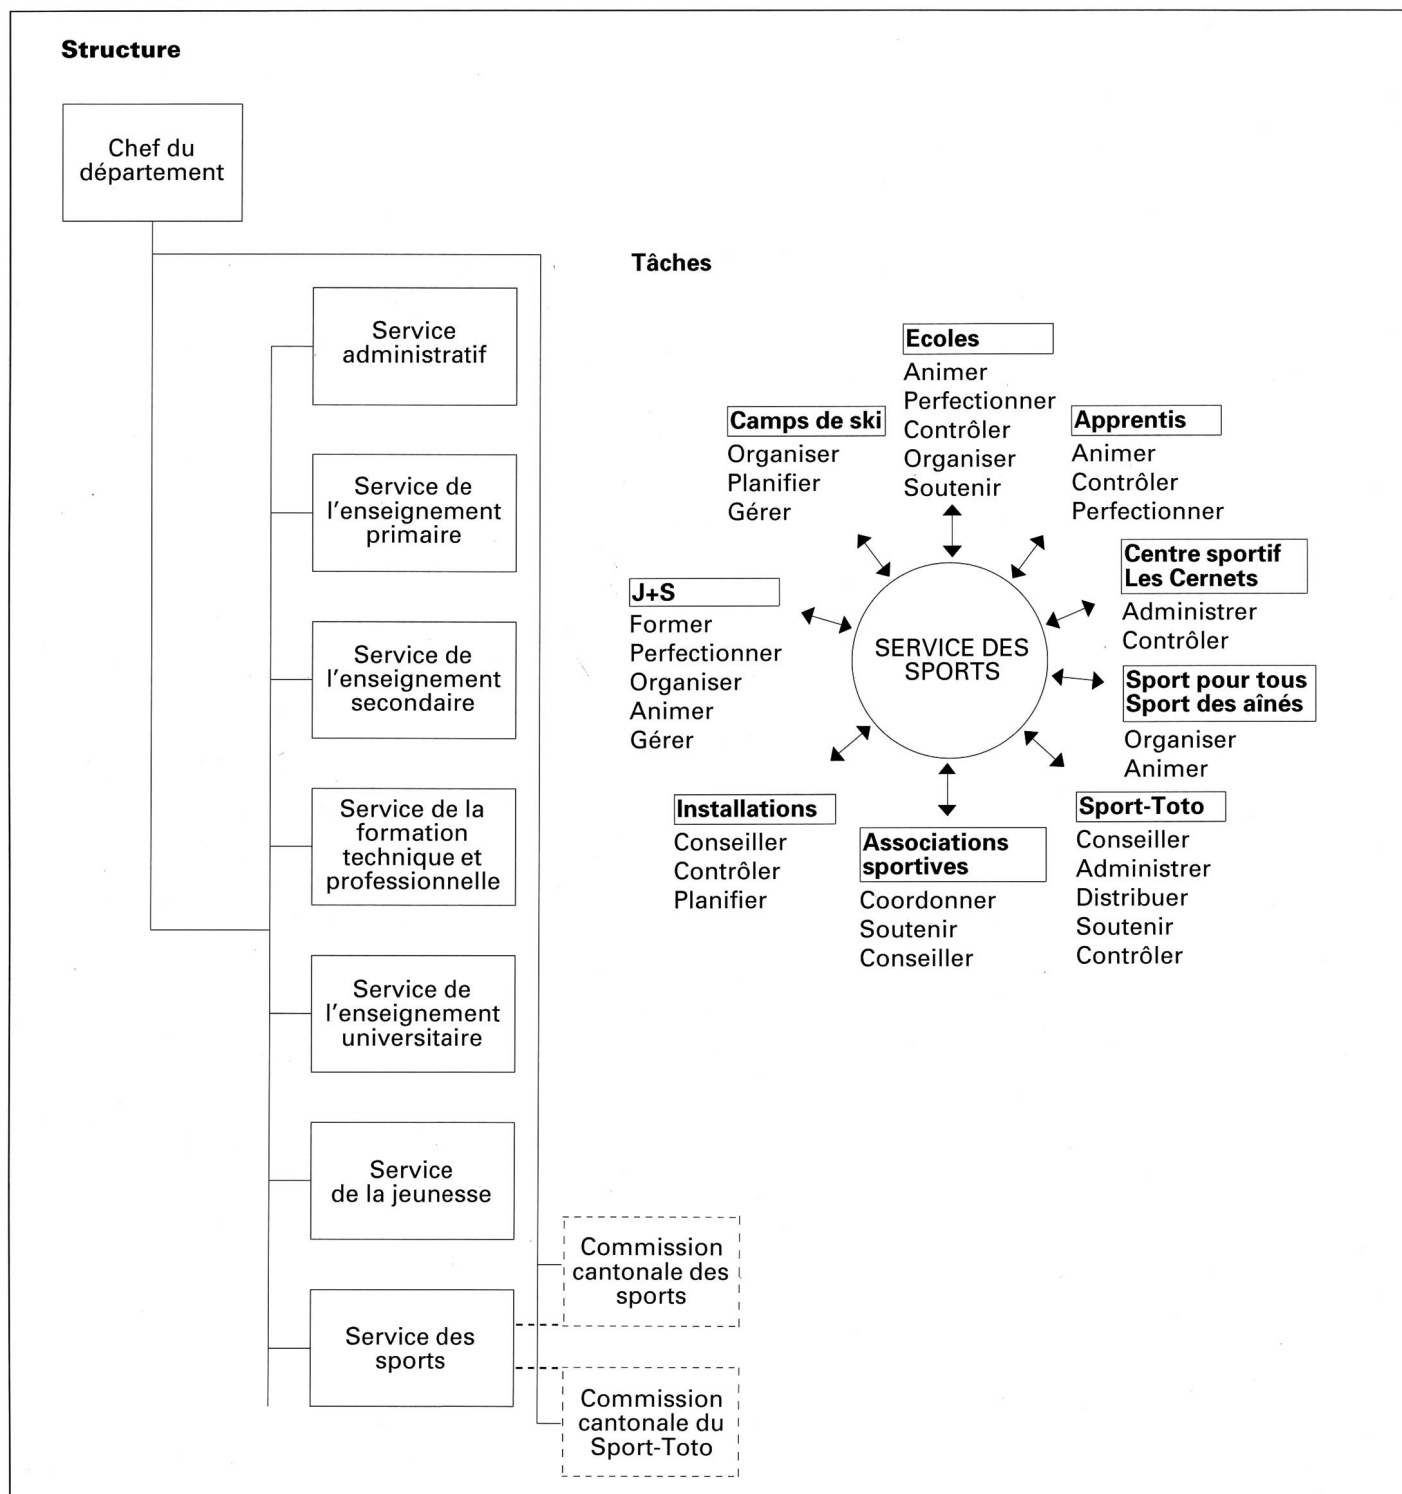 Structure
Chef du
département
Service
administratif
Service de
l'enseignement
primaire
Service de
l'enseignement
secondaire
Service de la
formation
technique et
professionnelle
Service de
l'enseignement
universitaire
Service
de la jeunesse
Service des
sports
Commission
cantonale des
sports
Commission
cantonale du
Sport-Toto
Tâches
Ecoles
Animer
Perfectionner
Contrôler
Organiser
Soutenir
Camps de ski
Organiser
Planifier
Gérer
Apprentis
Animer
Contrôler
Perfectionner
Centre sportif
Les Cernets
Administrer
Contrôler
J+S
Former
Perfectionner
Organiser
Animer
Gérer
SERVICE DES
SPORTS
Sport pour tous
Sport des aînés
Organiser
Animer
Installations
Conseiller
Contrôler
Planifier
Associations
sportives
Coordonner
Soutenir
Conseiller
Sport-Toto
Conseiller
Administrer
Distribuer
Soutenir
Contrôler